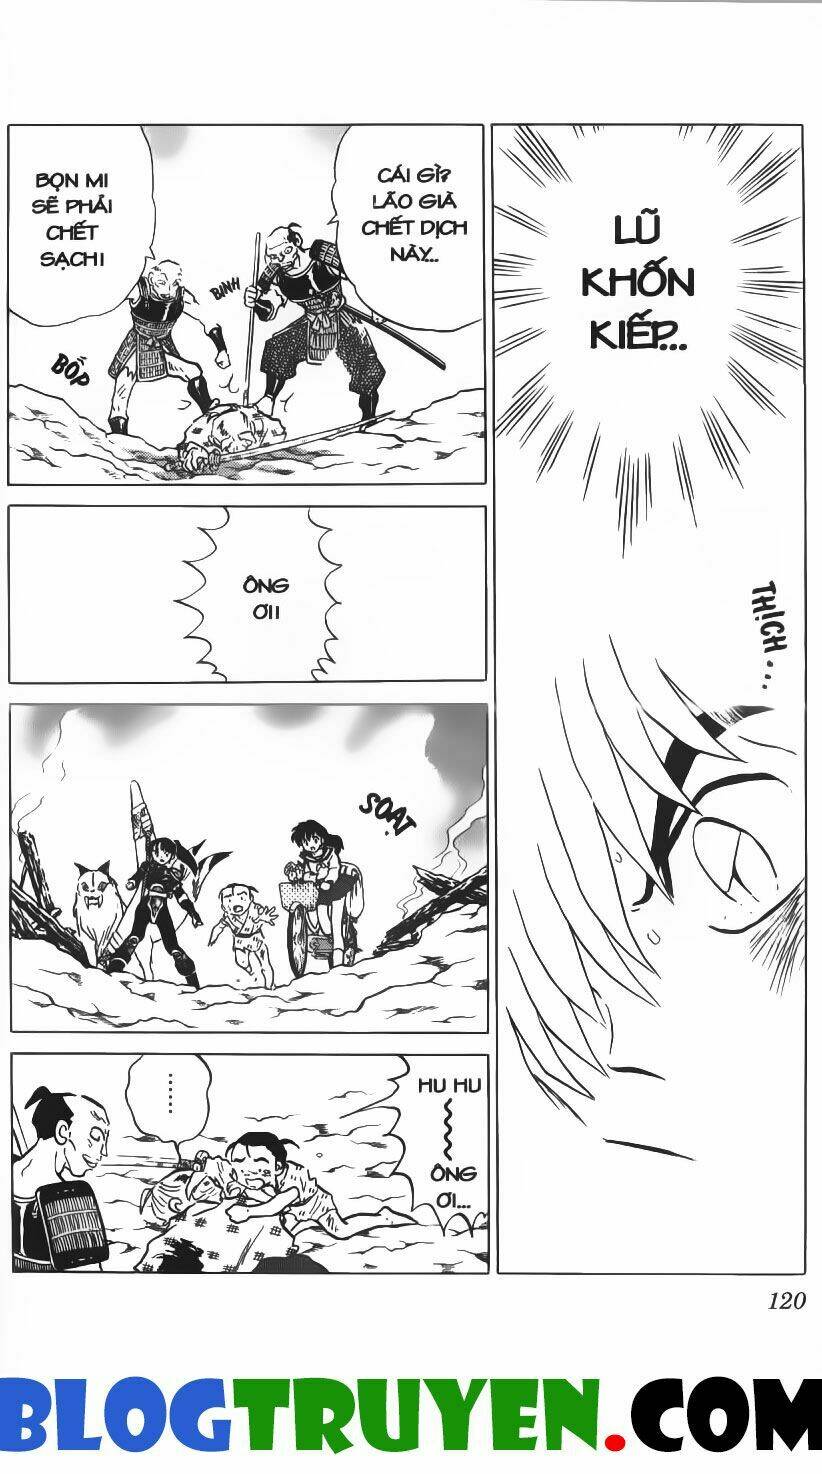 LŨ
KHỐN
KIẾP...
THỊCH...
CÁI GÌ?
LÃO GIÀ
CHẾT DỊCH
NÀY...
BỌN MI
SẼ PHẢI
CHẾT
SẠCH!
BỊNH
BỐP
ÔNG
ƠI!
SOẠT
HU HU
ÔNG
ƠI...
......
120
BLOGTRUYEN.COM